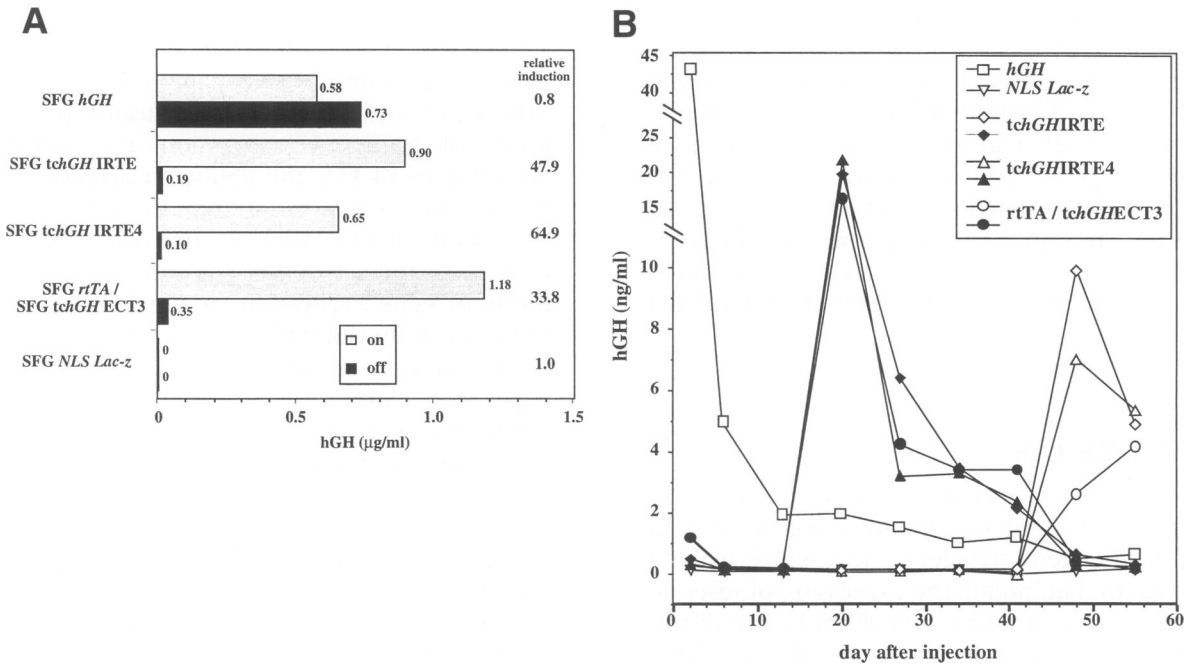 A
relative
induction
SFG hGH
0.58
0.73
0.8
SFG tchGH IRTE
0.90
0.19
47.9
SFG tchGH IRTE4
0.65
0.10
64.9
SFG rtTA /
SFG tchGH ECT3
1.18
0.35
33.8
SFG NLS Lac-z
0
0
1.0
on
off
0 0.5 1.0 1.5
hGH (µg/ml)
B
45
40
25
20
15
10
8
6
4
2
0
hGH (ng/ml)
hGH
NLS Lac-z
tchGHIRTE
tchGHIRTE4
rtTA / tchGHECT3
0 10 20 30 40 50 60
day after injection